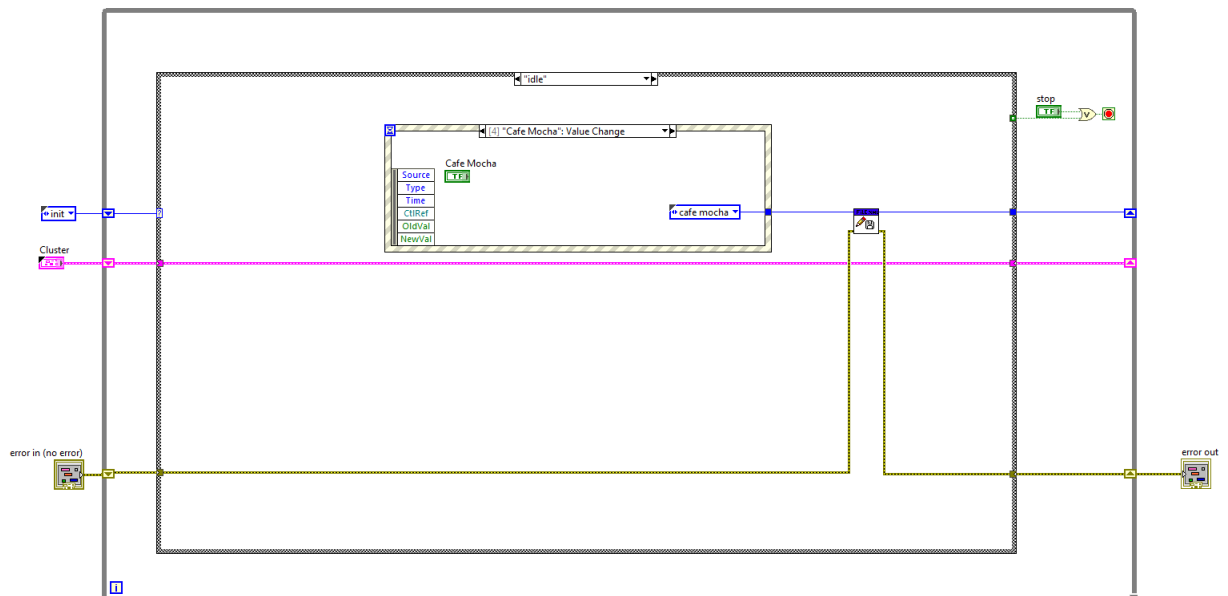 "idle"
stop
TF
[4] "Cafe Mocha": Value Change
Cafe Mocha
TF
Source
Type
Time
CtlRef
OldVal
NewVal
init
cafe mocha
?
Cluster
error in (no error)
error out
i